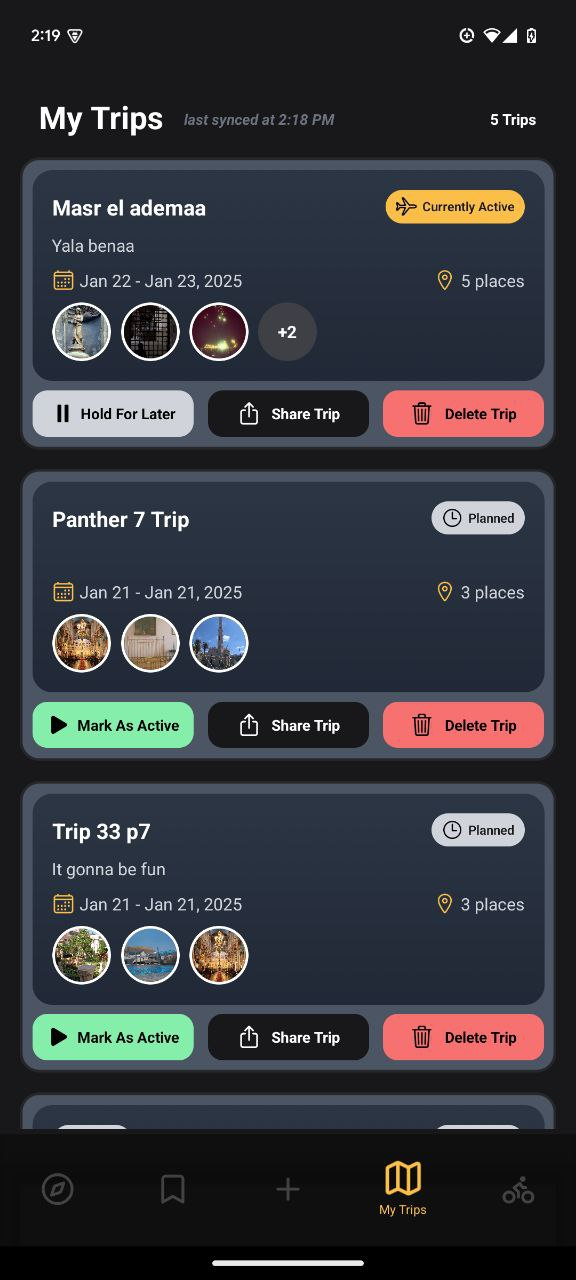 2:19
My Trips last synced at 2:18 PM 5 Trips
Masr el ademaa Currently Active
Yala benaa
Jan 22 - Jan 23, 2025 5 places
+2
Hold For Later Share Trip Delete Trip
Panther 7 Trip Planned
Jan 21 - Jan 21, 2025 3 places
Mark As Active Share Trip Delete Trip
Trip 33 p7 Planned
It gonna be fun
Jan 21 - Jan 21, 2025 3 places
Mark As Active Share Trip Delete Trip
My Trips